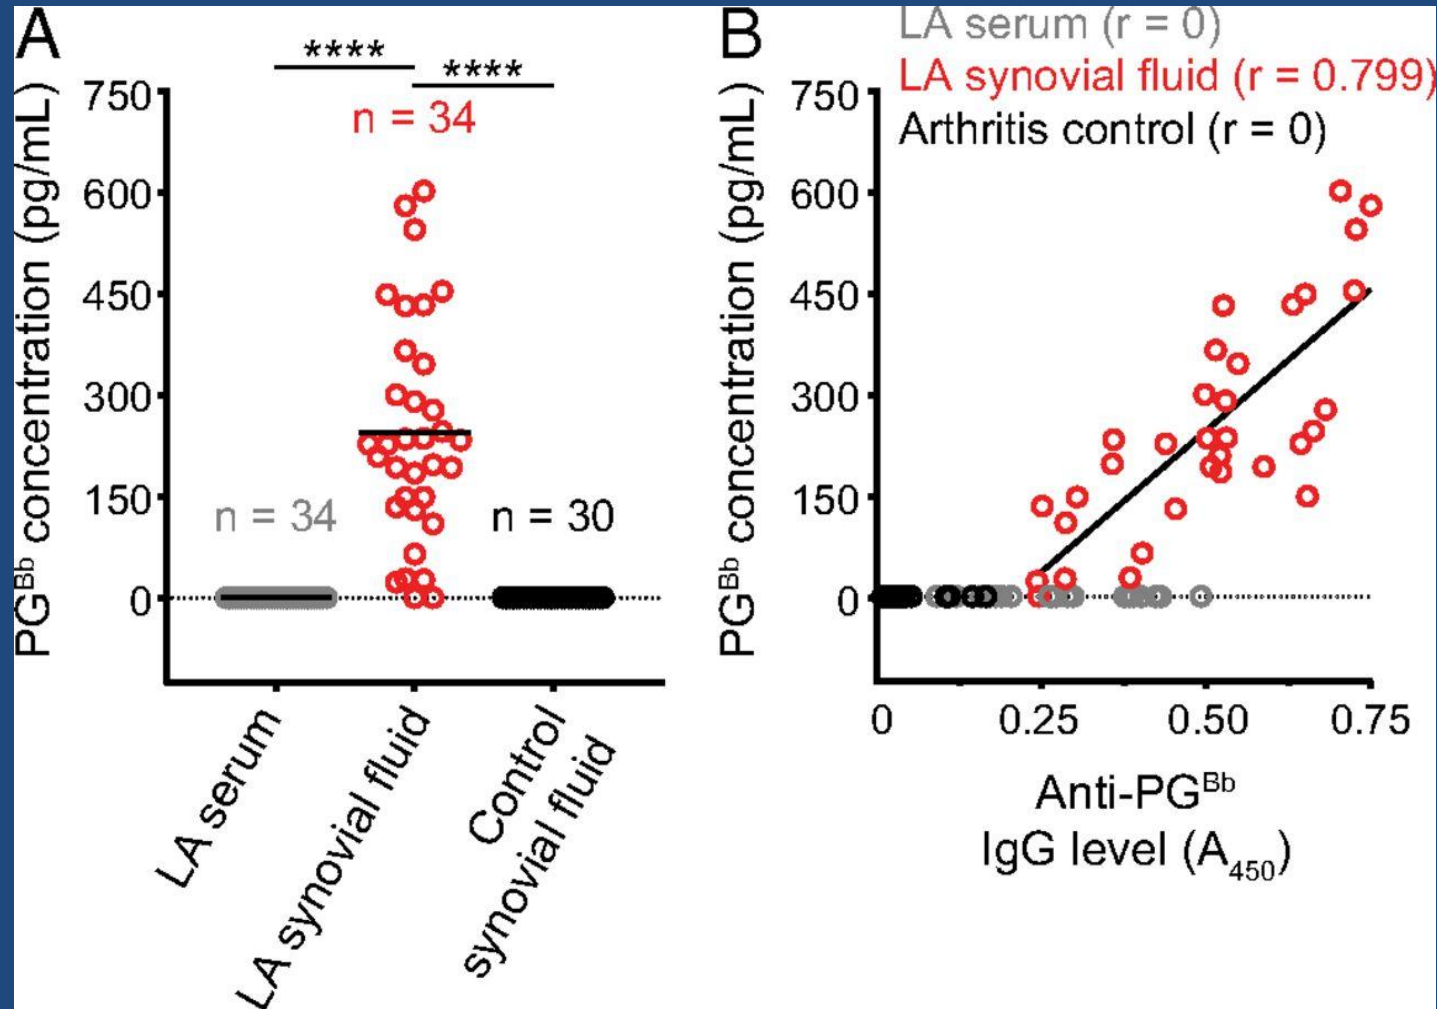 A
****
****
n = 34
n = 34
n = 30
PG^Bb concentration (pg/mL)
750
600
450
300
150
0
LA serum
LA synovial fluid
Control
synovial fluid
B
LA serum (r = 0)
LA synovial fluid (r = 0.799)
Arthritis control (r = 0)
PG^Bb concentration (pg/mL)
750
600
450
300
150
0
0 0.25 0.50 0.75
Anti-PG^Bb
IgG level (A_450)